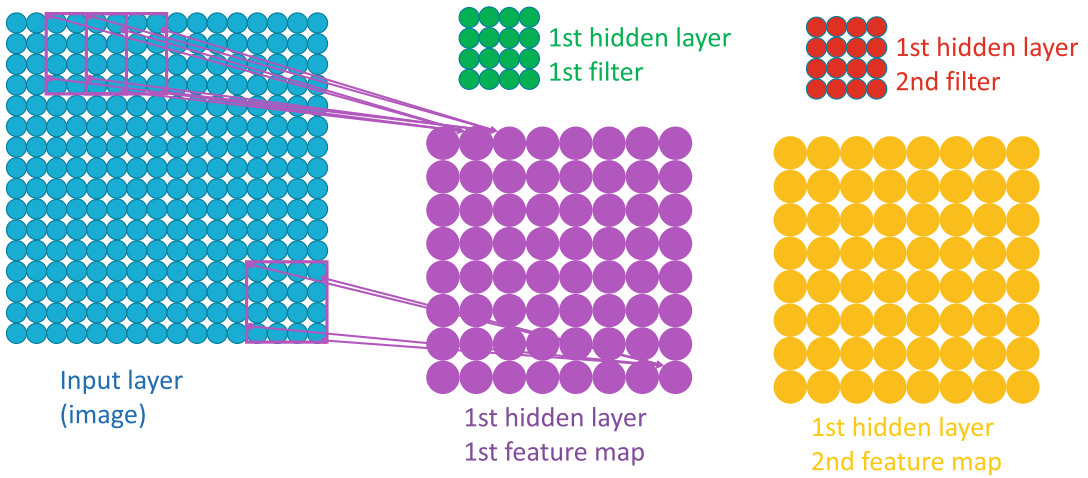 1st hidden layer
1st filter
1st hidden layer
2nd filter
Input layer
(image)
1st hidden layer
1st feature map
1st hidden layer
2nd feature map